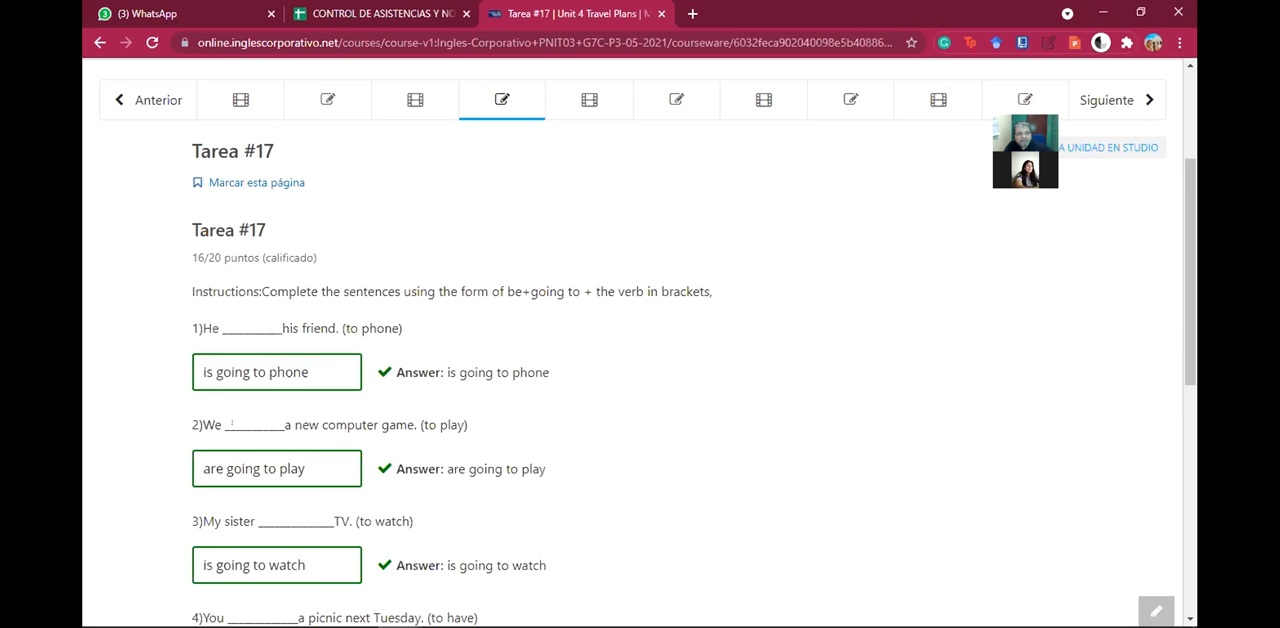 (3) WhatsApp
CONTROL DE ASISTENCIAS Y NO
Tarea #17 | Unit 4 Travel Plans | M
online.inglescorporativo.net/courses/course-v1:Ingles-Corporativo+PNIT03+G7C-P3-05-2021/courseware/6032feca902040098e5b40886...
Anterior
Siguiente
A UNIDAD EN STUDIO
Tarea #17
Marcar esta página
Tarea #17
16/20 puntos (calificado)
Instructions:Complete the sentences using the form of be+going to + the verb in brackets,
1)He __________his friend. (to phone)
is going to phone
Answer: is going to phone
2)We __________a new computer game. (to play)
are going to play
Answer: are going to play
3)My sister _____________TV. (to watch)
is going to watch
Answer: is going to watch
4)You ____________a picnic next Tuesday. (to have)